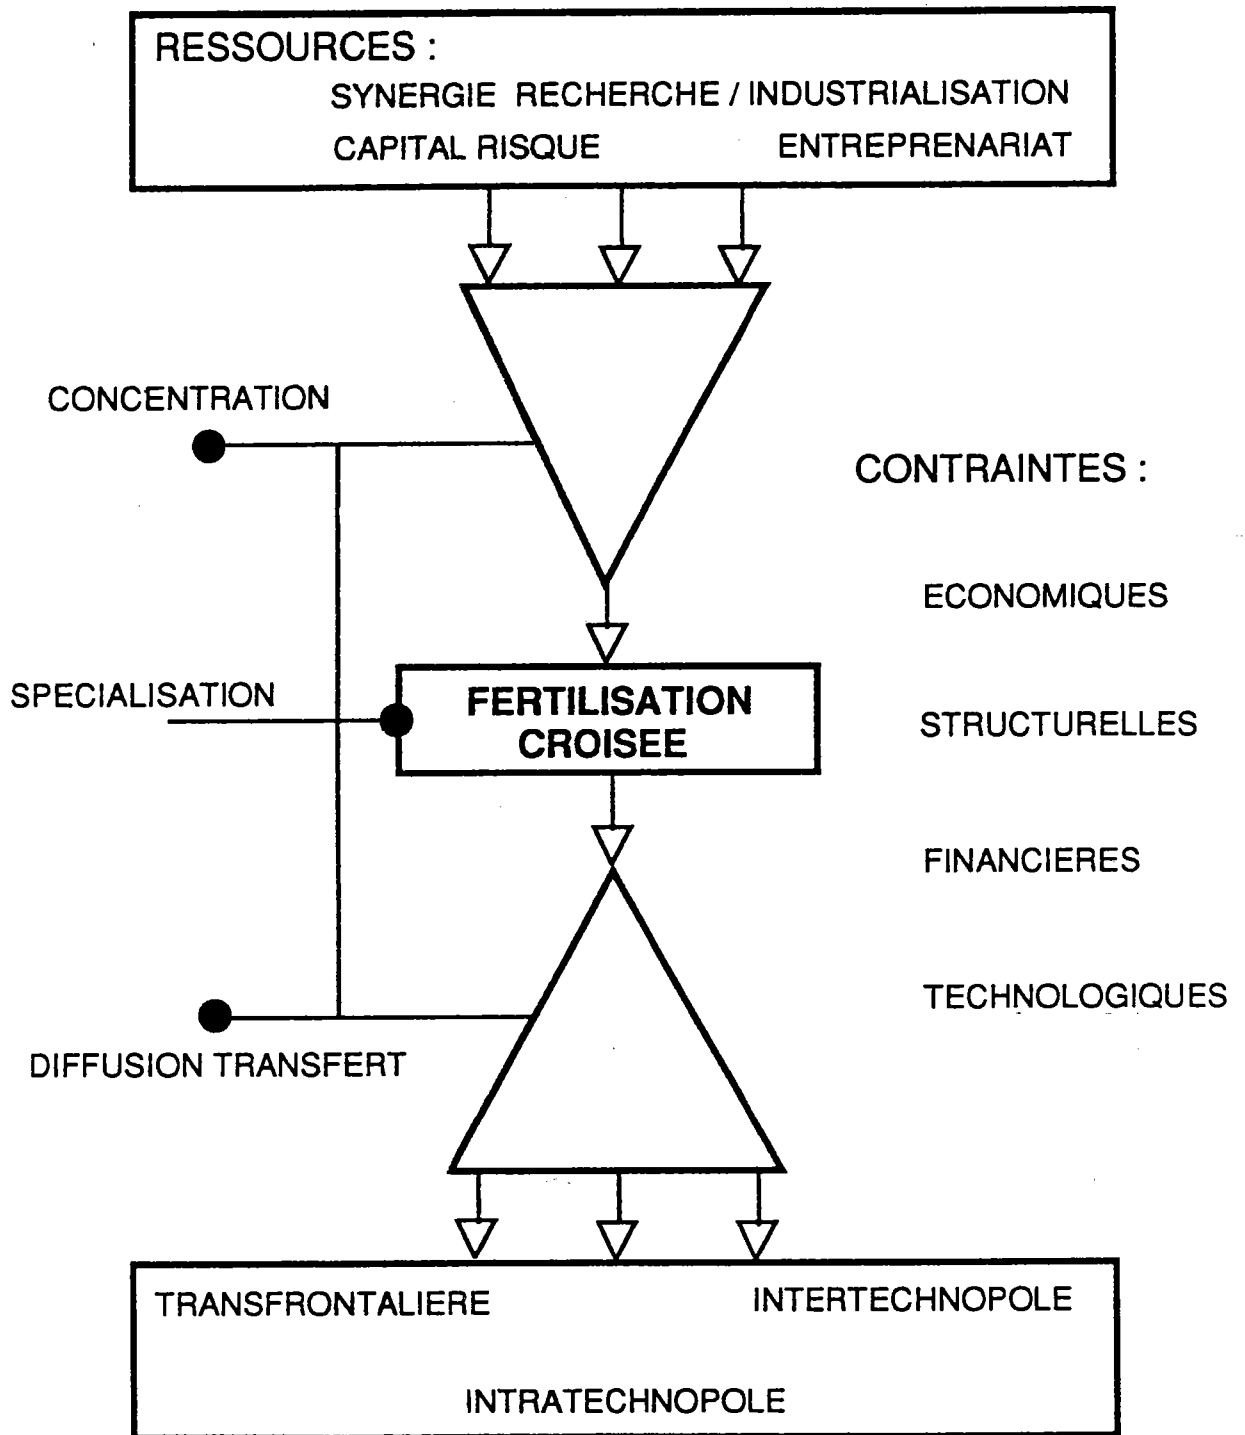 RESSOURCES :
SYNERGIE RECHERCHE / INDUSTRIALISATION
CAPITAL RISQUE ENTREPRENARIAT
CONCENTRATION
CONTRAINTES :
ECONOMIQUES
SPECIALISATION
FERTILISATION
CROISEE
STRUCTURELLES
FINANCIERES
TECHNOLOGIQUES
DIFFUSION TRANSFERT
TRANSFRONTALIERE INTERTECHNOPOLE
INTRATECHNOPOLE